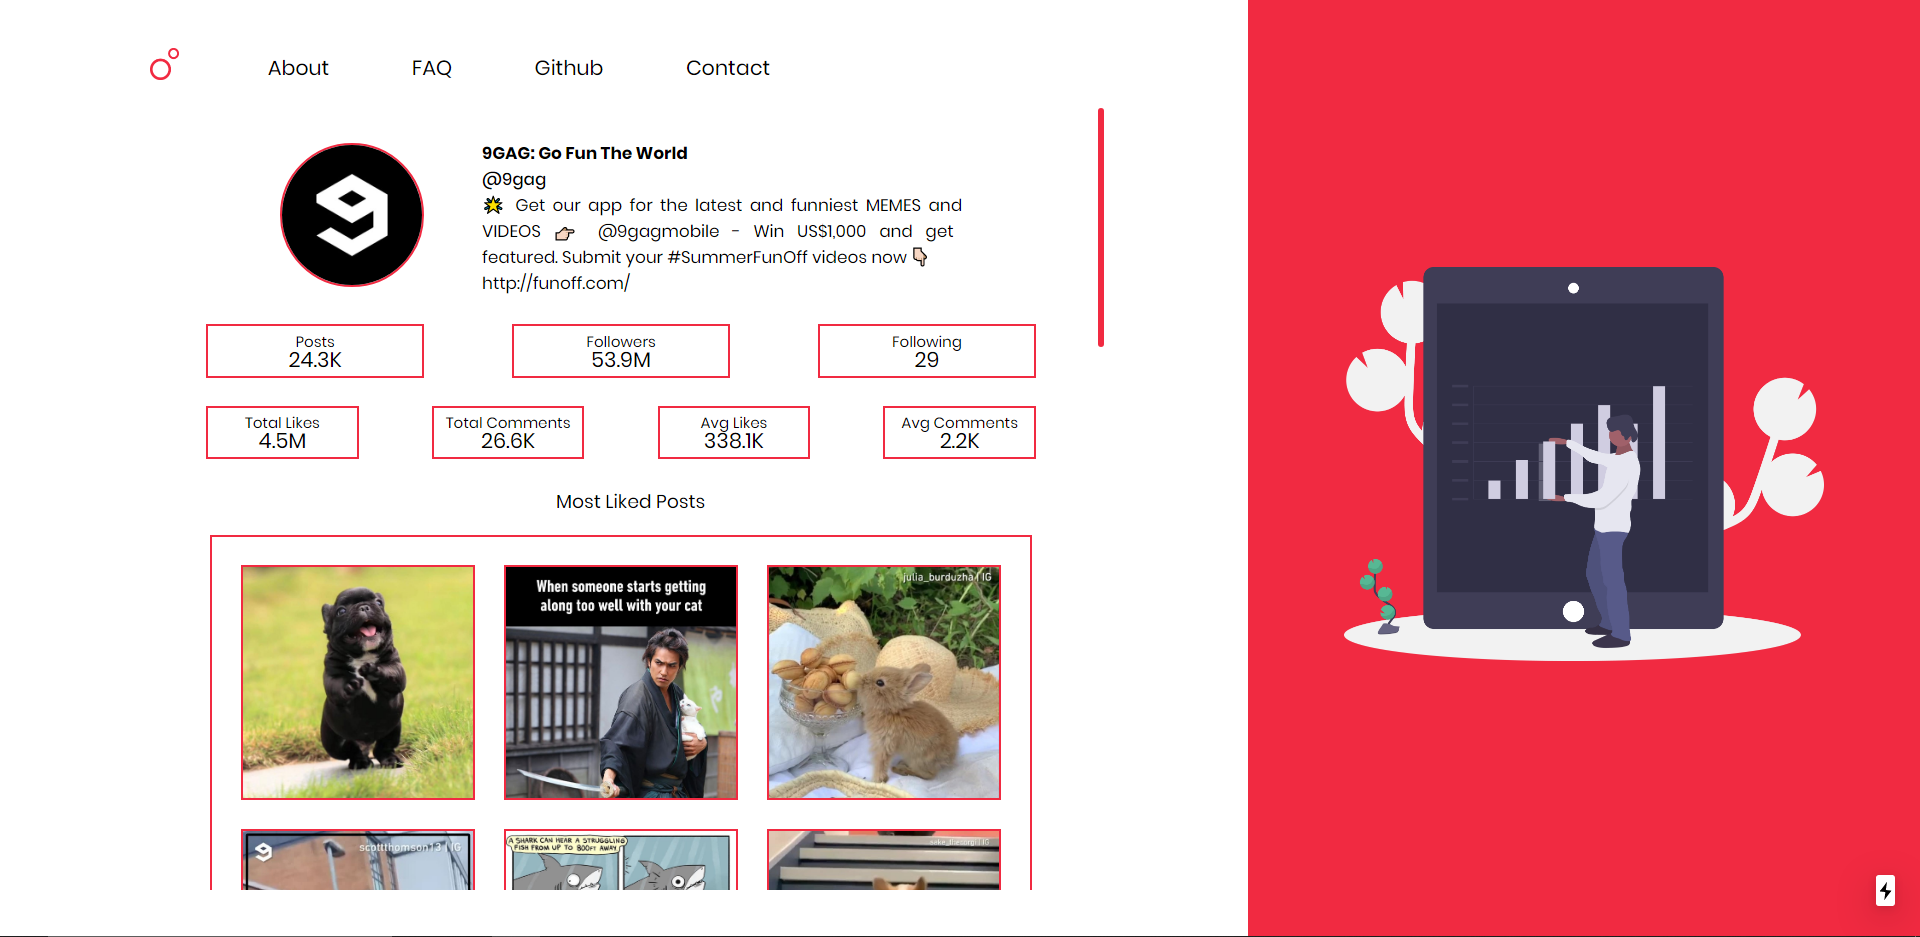 About FAQ Github Contact
9GAG: Go Fun The World
@9gag
🌟 Get our app for the latest and funniest MEMES and
VIDEOS 👉🏻 @9gagmobile - Win US$1,000 and get
featured. Submit your #SummerFunOff videos now 👇🏻
http://funoff.com/
Posts
24.3K
Followers
53.9M
Following
29
Total Likes
4.5M
Total Comments
26.6K
Avg Likes
338.1K
Avg Comments
2.2K
Most Liked Posts
When someone starts getting
along too well with your cat
julia_burduzha | IG
scottthomson13 | IG
A SHARK CAN HEAR A STRUGGLING
FISH FROM UP TO 800FT AWAY.